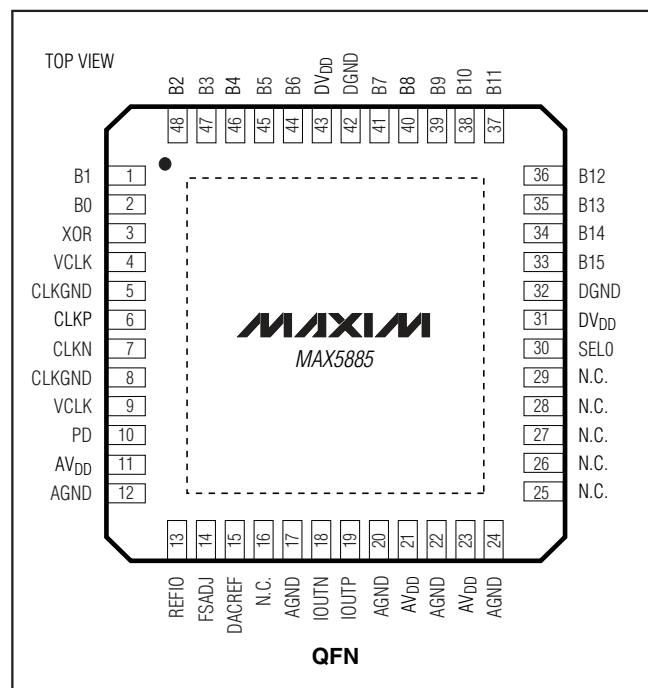 TOP VIEW
B2 B3 B4 B5 B6 DVDD DGND B7 B8 B9 B10 B11
48 47 46 45 44 43 42 41 40 39 38 37
B1 1 36 B12
B0 2 35 B13
XOR 3 34 B14
VCLK 4 33 B15
CLKGND 5 32 DGND
CLKP 6 31 DVDD
CLKN 7 30 SEL0
CLKGND 8 29 N.C.
VCLK 9 28 N.C.
PD 10 27 N.C.
AVDD 11 26 N.C.
AGND 12 25 N.C.
MAXIM
MAX5885
13 14 15 16 17 18 19 20 21 22 23 24
REFIO FSADJ DACREF N.C. AGND IOUTN IOUTP AGND AVDD AGND AVDD AGND
QFN